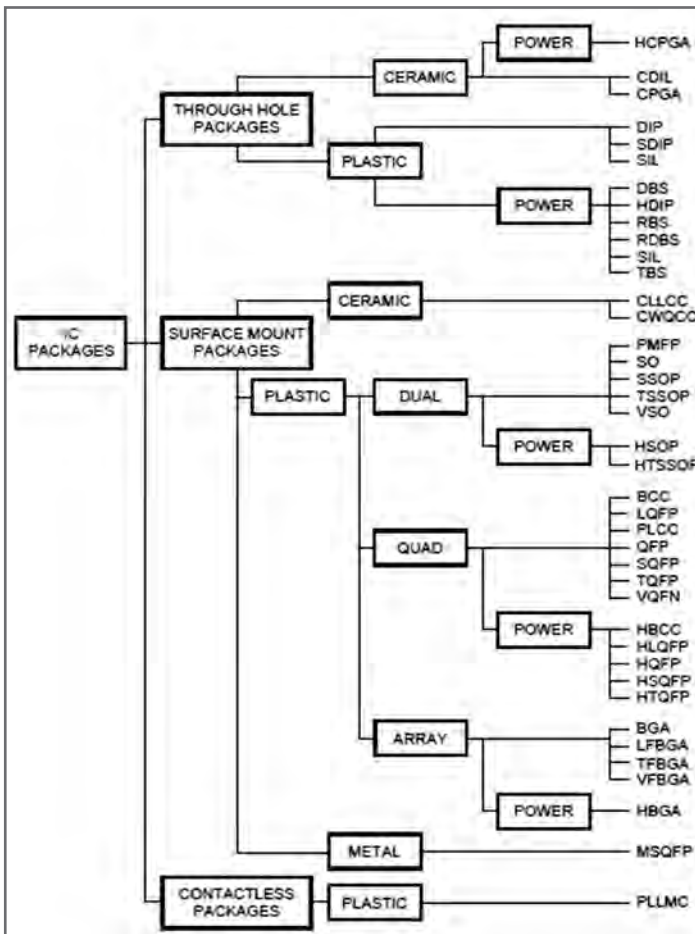 POWER
HCPGA
CERAMIC
CDIL
CPGA
THROUGH HOLE
PACKAGES
DIP
SDIP
SIL
PLASTIC
DBS
HDIP
POWER
RBS
RDBS
SIL
TBS
CERAMIC
CLLCC
CWQCC
IC
PACKAGES
SURFACE MOUNT
PACKAGES
PMFP
SO
SSOP
TSSOP
VSO
PLASTIC
DUAL
POWER
HSOP
HTSSOP
BCC
LQFP
PLCC
QUAD
QFP
SQFP
TQFP
VQFN
POWER
HBCC
HLQFP
HQFP
HSQFP
HTQFP
ARRAY
BGA
LFBGA
TFBGA
VFBGA
POWER
HBGA
METAL
MSQFP
CONTACTLESS
PACKAGES
PLASTIC
PLLMC